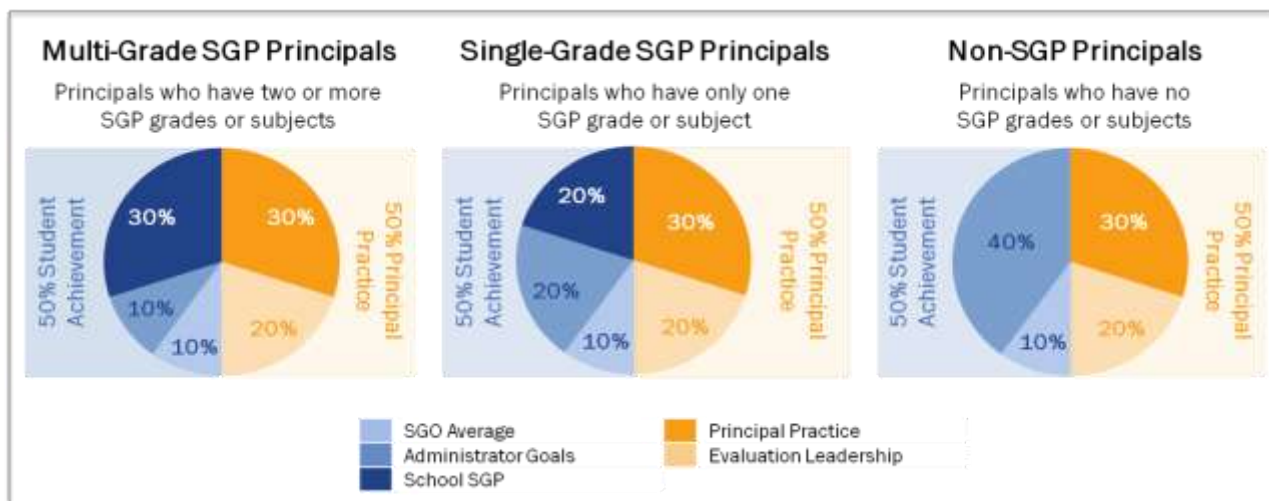 Multi-Grade SGP Principals
Principals who have two or more
SGP grades or subjects
50% Student
Achievement
30%
30%
10%
10%
20%
50% Principal
Practice
Single-Grade SGP Principals
Principals who have only one
SGP grade or subject
50% Student
Achievement
20%
30%
20%
10%
20%
50% Principal
Practice
Non-SGP Principals
Principals who have no
SGP grades or subjects
50% Student
Achievement
40%
30%
10%
20%
50% Principal
Practice
SGO Average
Administrator Goals
School SGP
Principal Practice
Evaluation Leadership